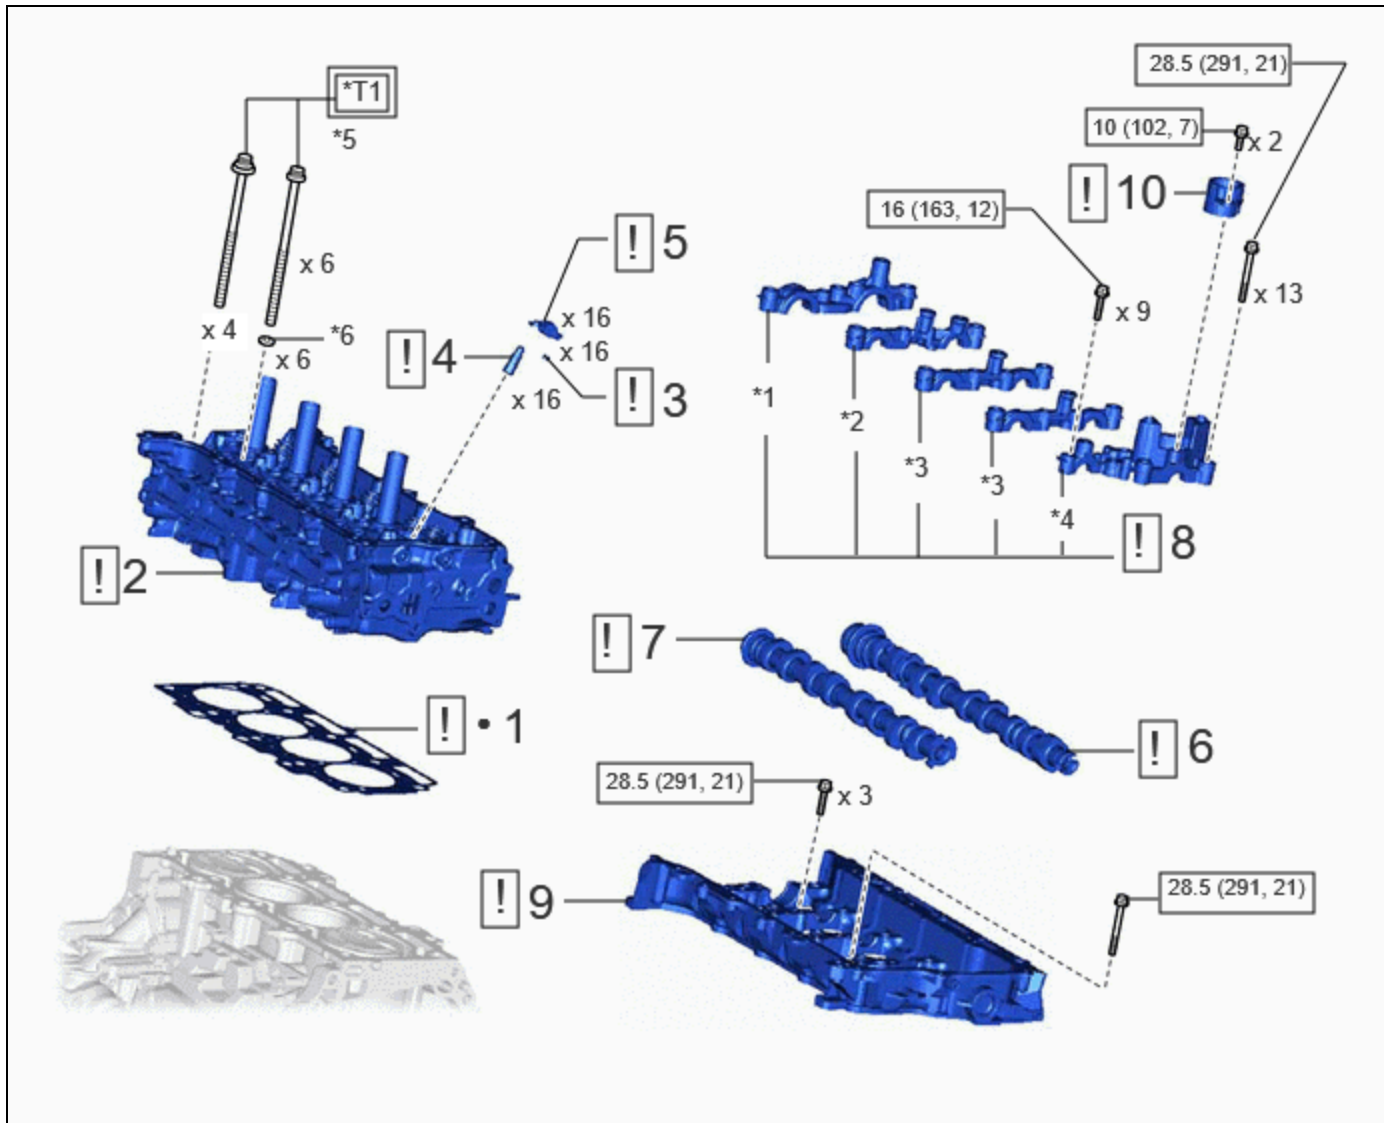 *T1
*5
28.5 (291, 21)
10 (102, 7)
x 2
! 10
16 (163, 12)
! 5
x 6
x 13
x 9
x 4
*6
x 6
x 16
x 16
x 16
! 4
! 3
*1
*2
*3
*3
*4
! 8
! 2
! 7
! • 1
! 6
28.5 (291, 21)
x 3
! 9
28.5 (291, 21)